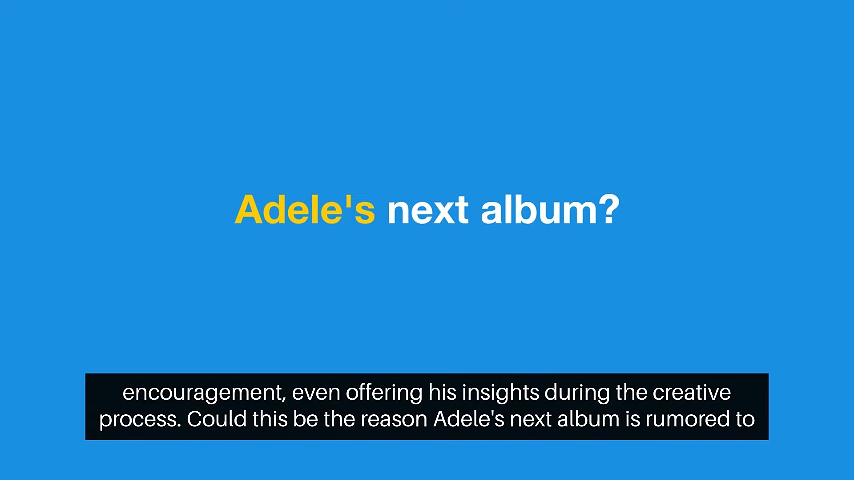 Adele's next album?
encouragement, even offering his insights during the creative
process. Could this be the reason Adele's next album is rumored to